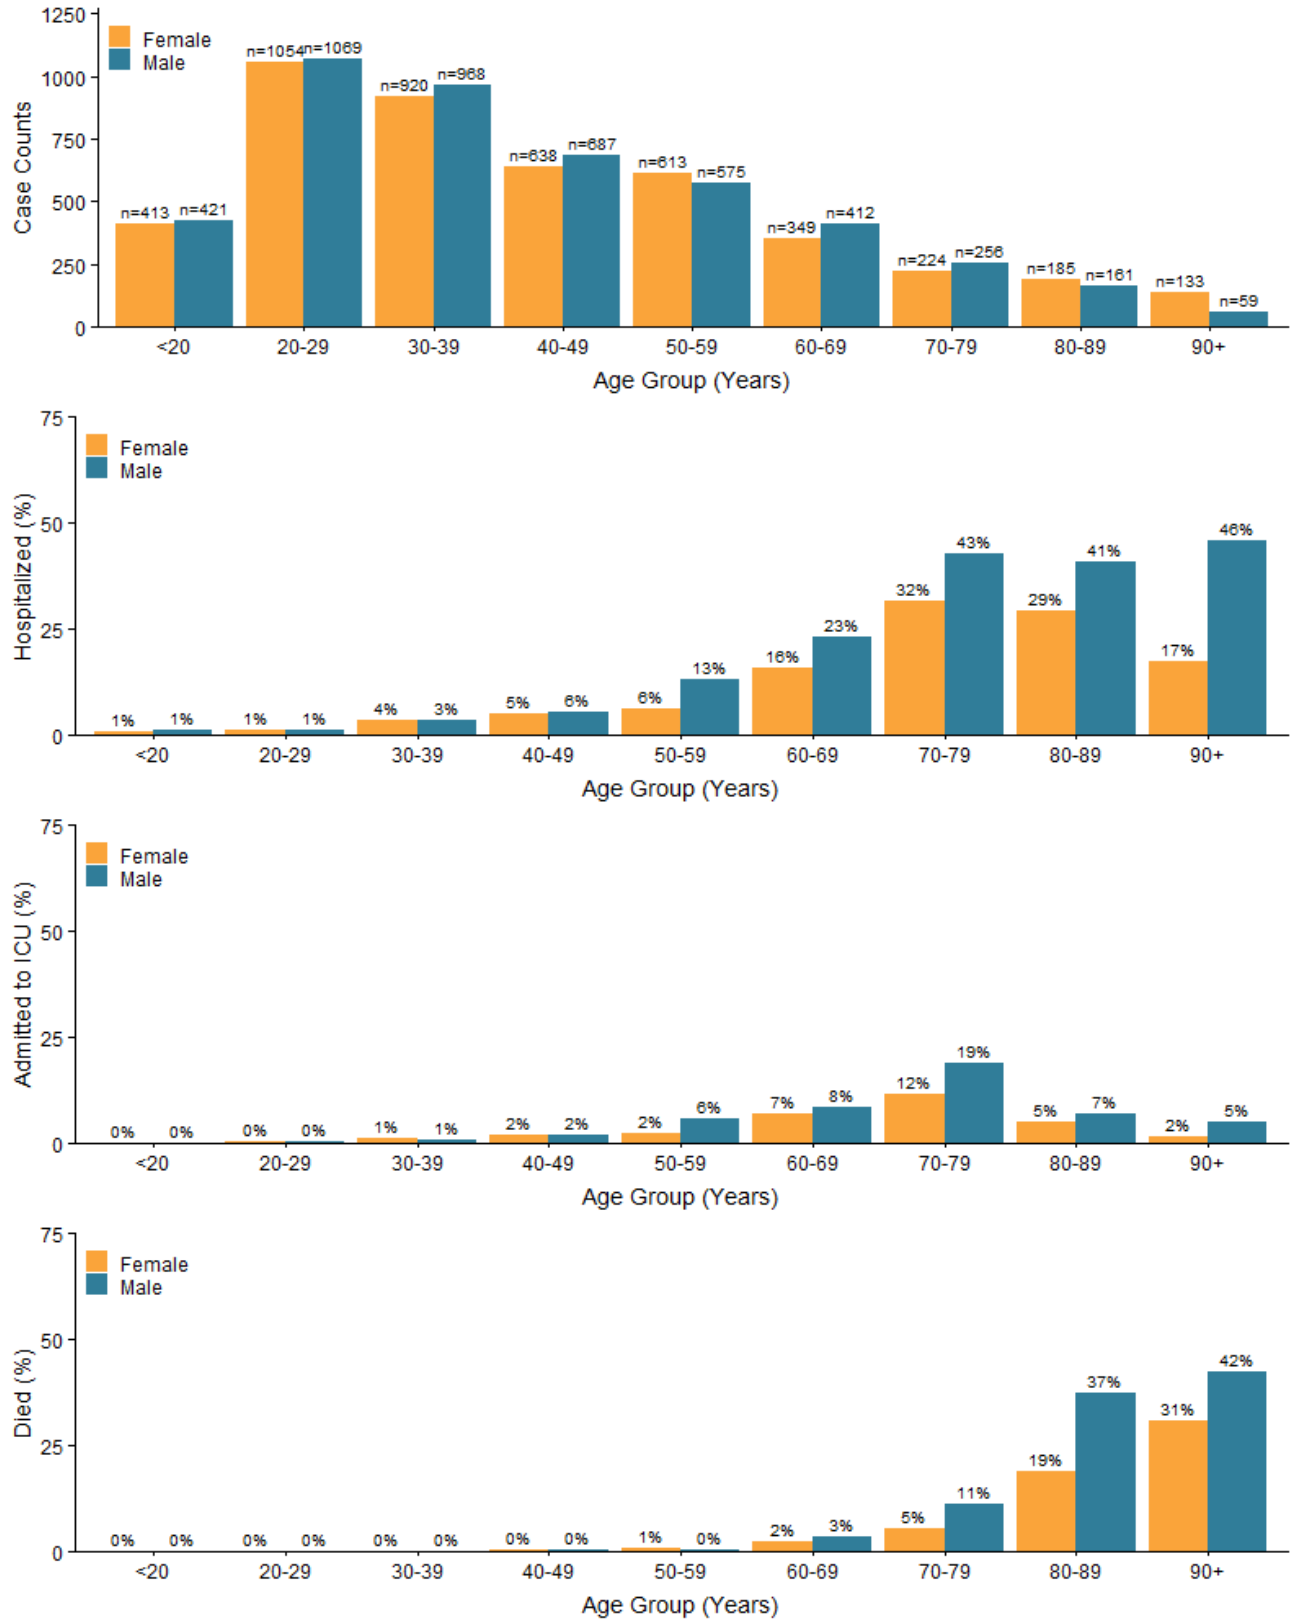 1250
Female
Male
n=1054 n=1069
1000
n=920 n=968
750
n=638 n=687
n=613 n=575
500
n=413 n=421
n=349 n=412
250
n=224 n=256
n=185 n=161
n=133 n=59
0
Case Counts
<20 20-29 30-39 40-49 50-59 60-69 70-79 80-89 90+
Age Group (Years)
75
Female
Male
50
25
0
Hospitalized (%)
1% 1% 1% 1% 4% 3% 5% 6% 6% 13% 16% 23% 32% 43% 29% 41% 17% 46%
<20 20-29 30-39 40-49 50-59 60-69 70-79 80-89 90+
Age Group (Years)
75
Female
Male
50
25
0
Admitted to ICU (%)
0% 0% 0% 0% 1% 1% 2% 2% 2% 6% 7% 8% 12% 19% 5% 7% 2% 5%
<20 20-29 30-39 40-49 50-59 60-69 70-79 80-89 90+
Age Group (Years)
75
Female
Male
50
25
0
Died (%)
0% 0% 0% 0% 0% 0% 0% 0% 1% 0% 2% 3% 5% 11% 19% 37% 31% 42%
<20 20-29 30-39 40-49 50-59 60-69 70-79 80-89 90+
Age Group (Years)